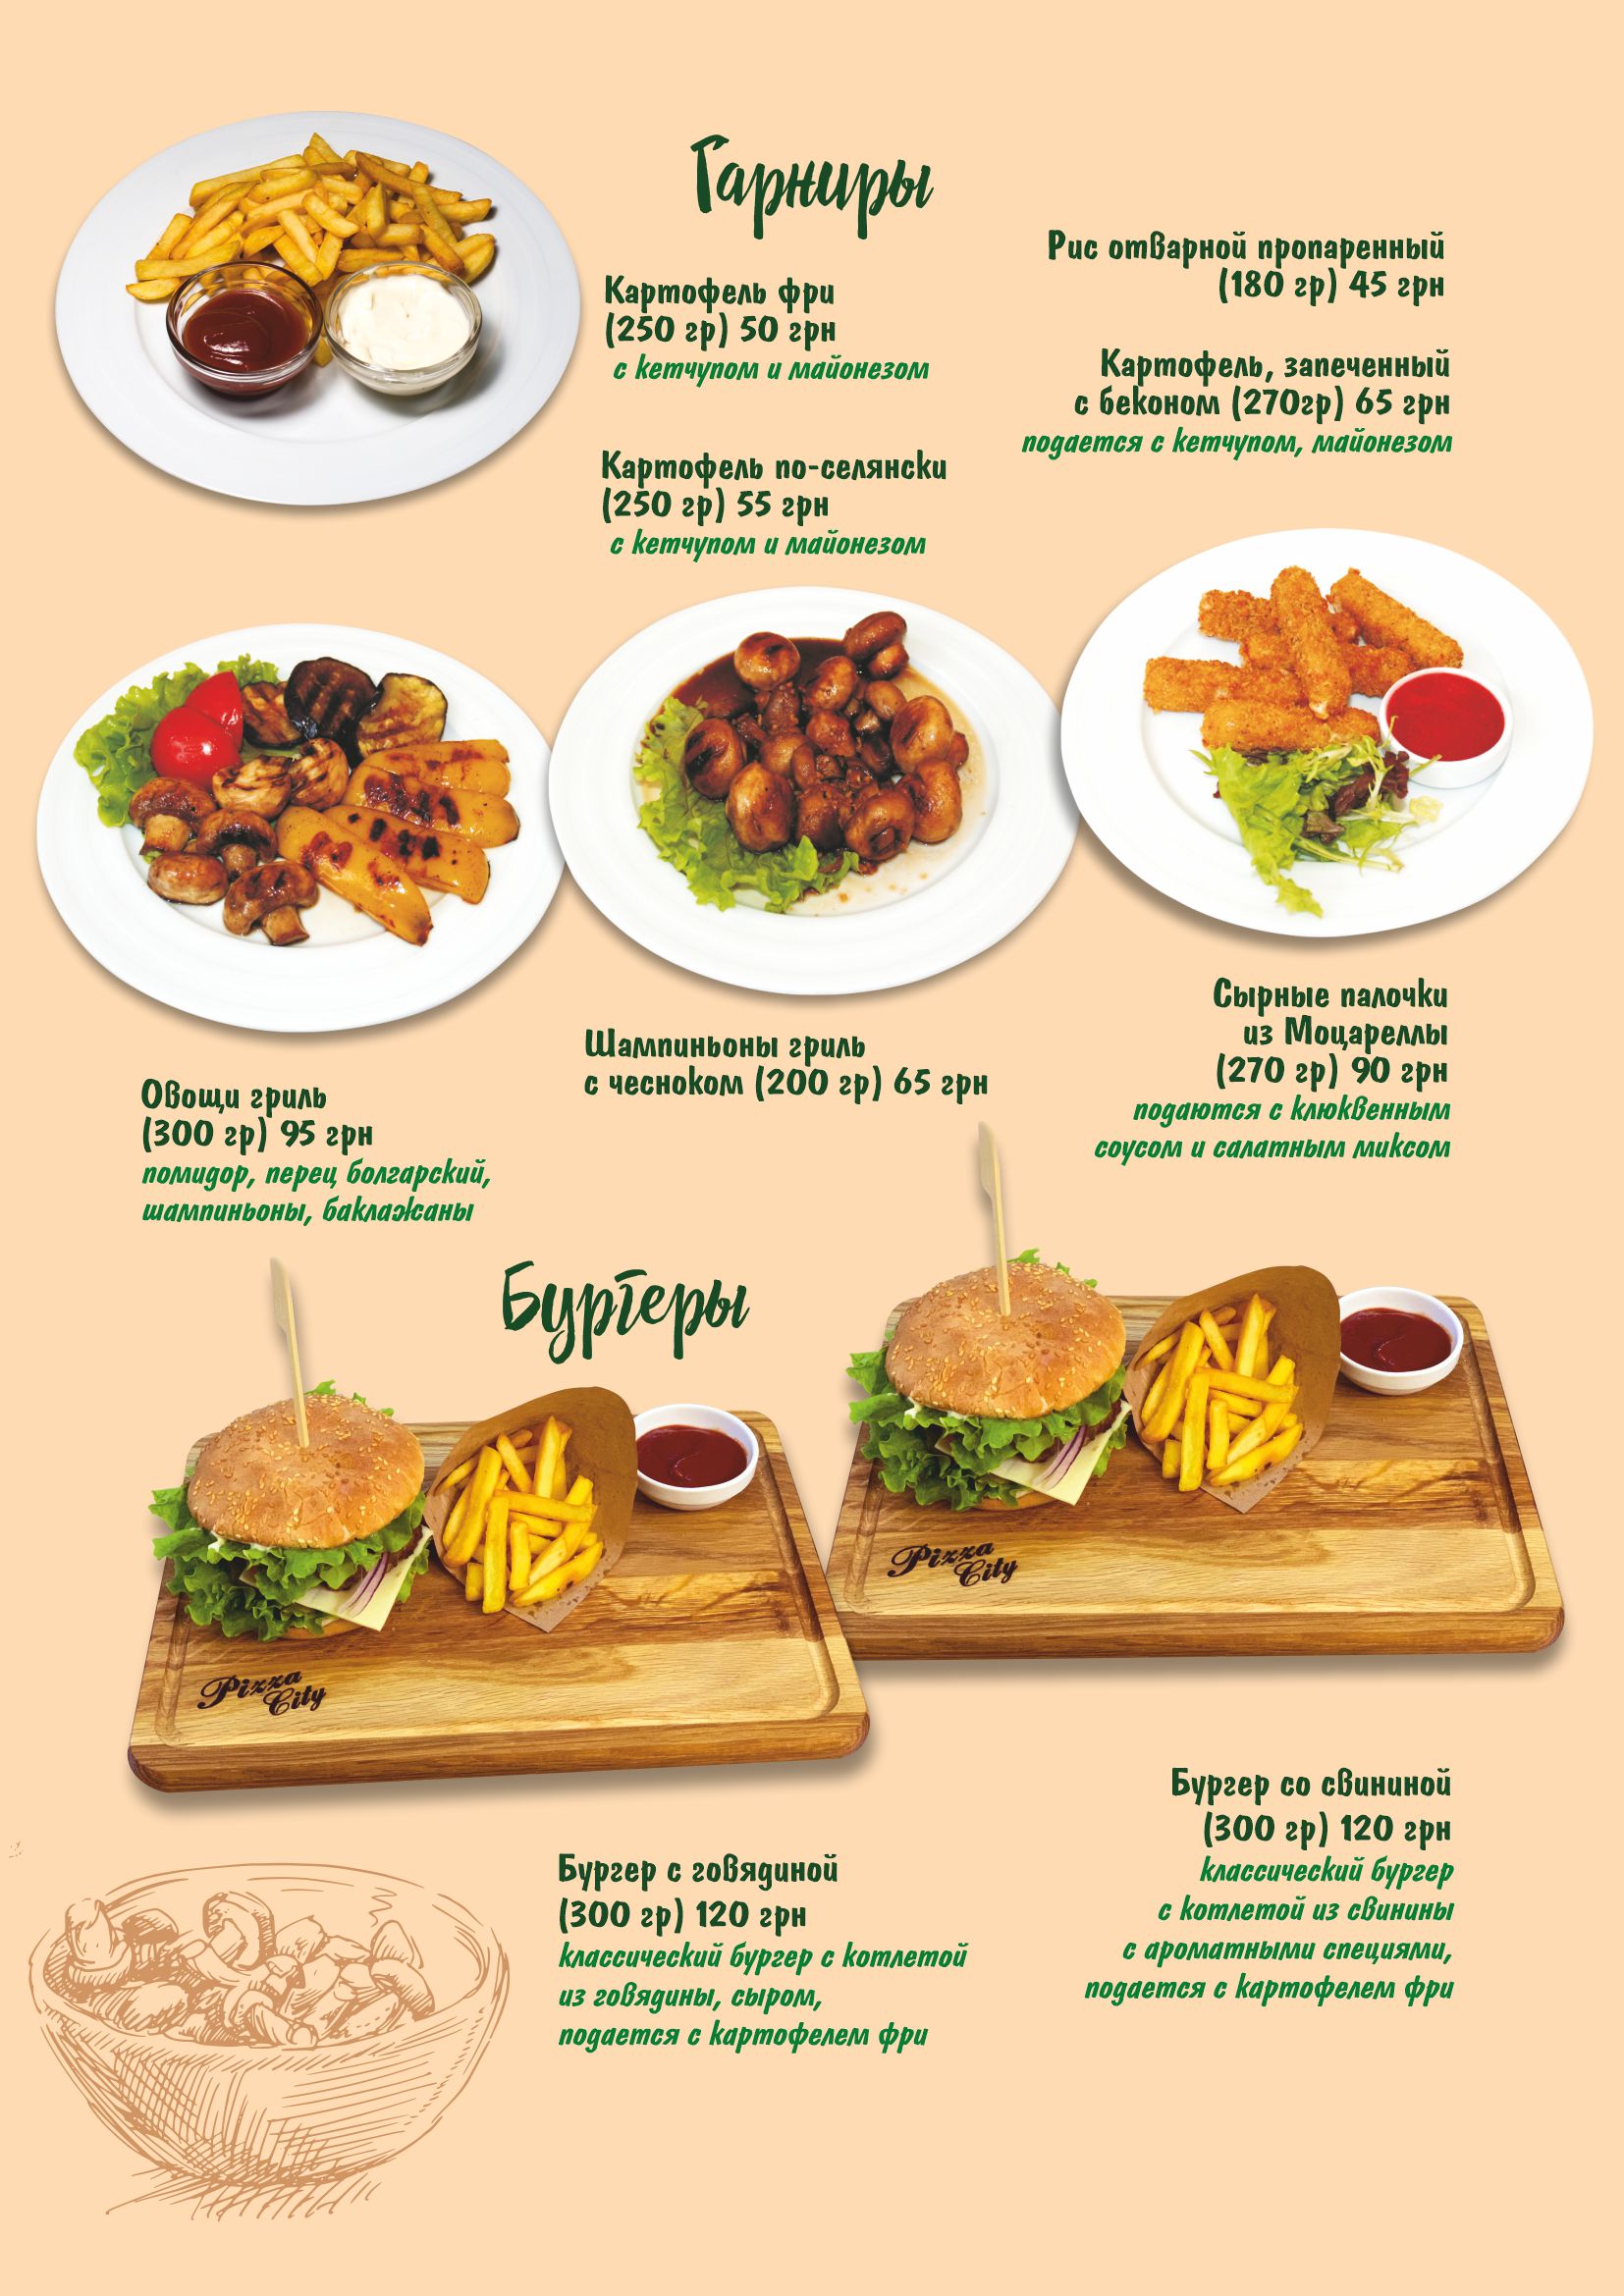 Гарниры
Картофель фри
(250 гр) 50 грн
с кетчупом и майонезом
Картофель по-селянски
(250 гр) 55 грн
с кетчупом и майонезом
Рис отварной пропаренный
(180 гр) 45 грн
Картофель, запеченный
с беконом (270гр) 65 грн
подается с кетчупом, майонезом
Овощи гриль
(300 гр) 95 грн
помидор, перец болгарский,
шампиньоны, баклажаны
Шампиньоны гриль
с чесноком (200 гр) 65 грн
Сырные палочки
из Моцареллы
(270 гр) 90 грн
подаются с клюквенным
соусом и салатным миксом
Бургеры
Pizza
City
Pizza
City
Бургер с говядиной
(300 гр) 120 грн
классический бургер с котлетой
из говядины, сыром,
подается с картофелем фри
Бургер со свининой
(300 гр) 120 грн
классический бургер
с котлетой из свинины
с ароматными специями,
подается с картофелем фри